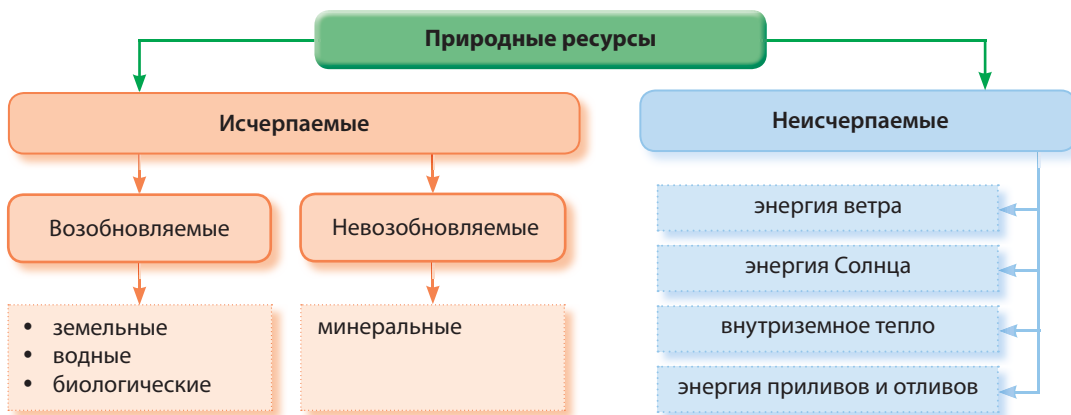 Природные ресурсы
Исчерпаемые
Неисчерпаемые
Возобновляемые
Невозобновляемые
• земельные
• водные
• биологические
минеральные
энергия ветра
энергия Солнца
внутриземное тепло
энергия приливов и отливов